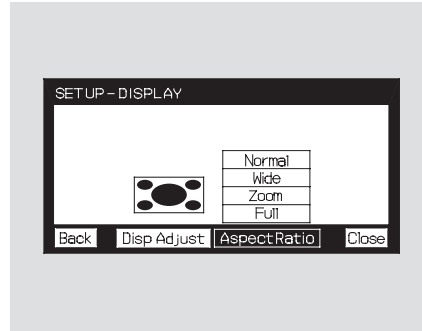 SETUP-DISPLAY
Normal
Wide
Zoom
Full
Back Disp Adjust AspectRatio Close